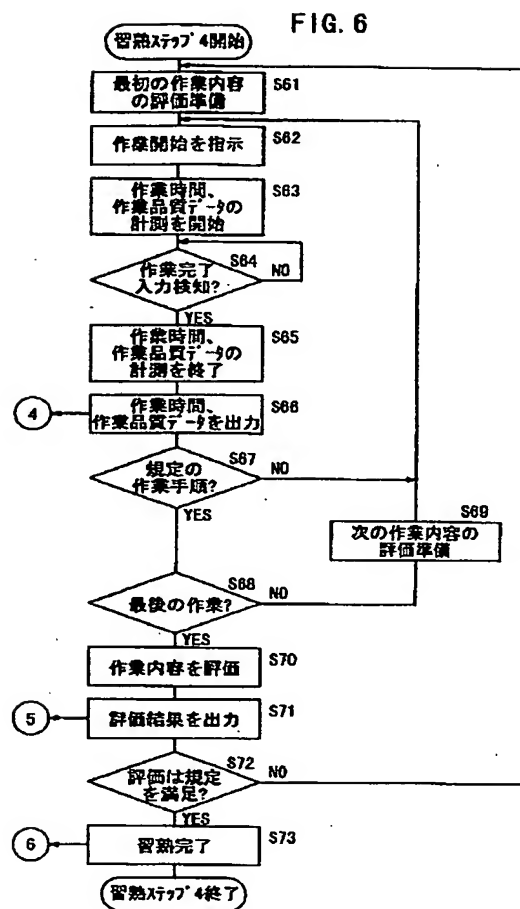 FIG. 6
習熟ステップ4開始
最初の作業内容
の評価準備
S61
作業開始を指示
S62
作業時間、
作業品質データの
計測を開始
S63
作業完了
入力検知?
S64
NO
YES
作業時間、
作業品質データの
計測を終了
S65
4
作業時間、
作業品質データを出力
S66
規定の
作業手順?
S67
NO
YES
次の作業内容の
評価準備
S69
最後の作業?
S68
NO
YES
作業内容を評価
S70
5
評価結果を出力
S71
評価は規定
を満足?
S72
NO
YES
6
習熟完了
S73
習熟ステップ4終了